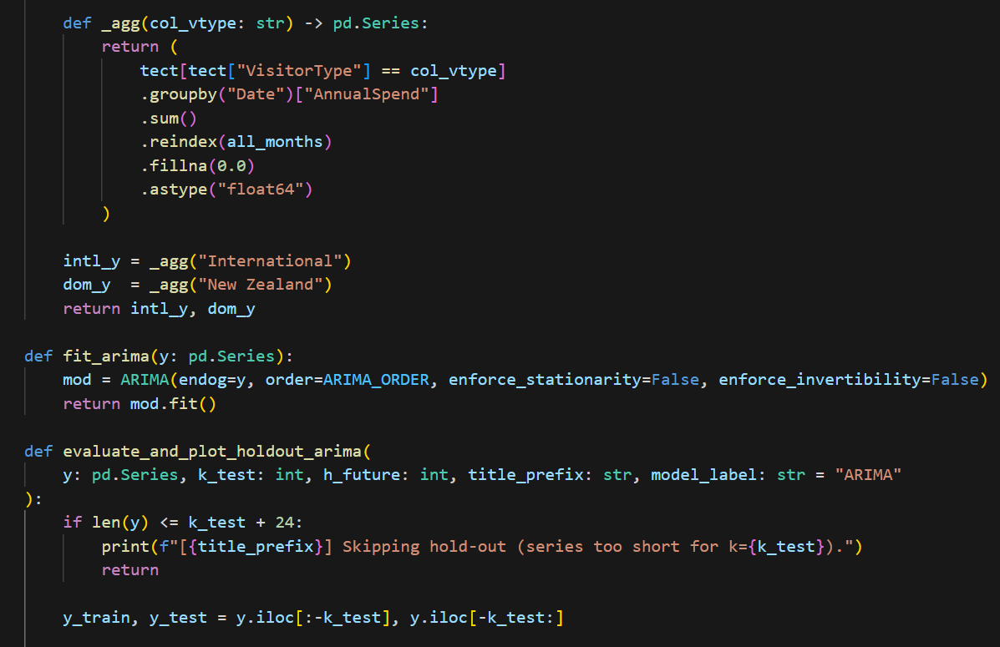 def _agg(col_vtype: str) -> pd.Series:
return (
tect[tect["VisitorType"] == col_vtype]
.groupby("Date")["AnnualSpend"]
.sum()
.reindex(all_months)
.fillna(0.0)
.astype("float64")
)
intl_y = _agg("International")
dom_y  = _agg("New Zealand")
return intl_y, dom_y
def fit_arima(y: pd.Series):
mod = ARIMA(endog=y, order=ARIMA_ORDER, enforce_stationarity=False, enforce_invertibility=False)
return mod.fit()
def evaluate_and_plot_holdout_arima(
y: pd.Series, k_test: int, h_future: int, title_prefix: str, model_label: str = "ARIMA"
):
if len(y) <= k_test + 24:
print(f"[{title_prefix}] Skipping hold-out (series too short for k={k_test}).")
return
y_train, y_test = y.iloc[:-k_test], y.iloc[-k_test:]